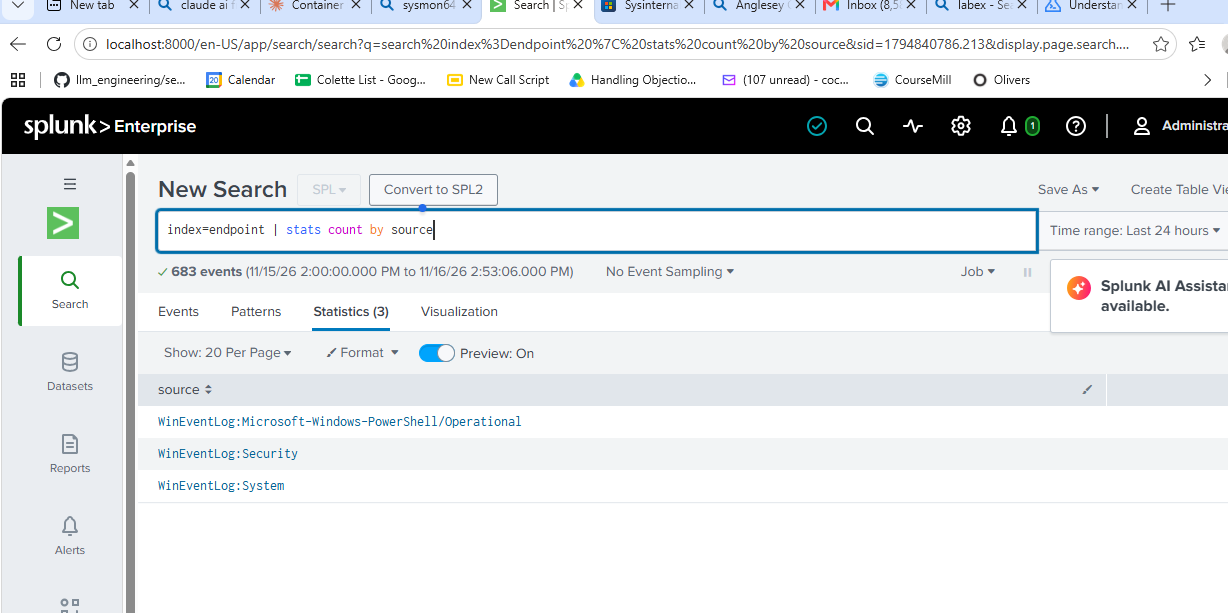 New tab
claude ai f
Container
sysmon64
Search | Sp
Sysinterna
Anglesey
Inbox (8,5
labex - Se
Understan
localhost:8000/en-US/app/search/search?q=search%20index%3Dendpoint%20%7C%20stats%20count%20by%20source&sid=1794840786.213&display.page.search....
llm_engineering/se...
Calendar
Colette List - Goog...
New Call Script
Handling Objectio...
(107 unread) - coc...
CourseMill
Olivers
splunk>Enterprise
1
Administra
New Search
SPL
Convert to SPL2
Save As
Create Table Vie
index=endpoint | stats count by source
Time range: Last 24 hours
683 events (11/15/26 2:00:00.000 PM to 11/16/26 2:53:06.000 PM)
No Event Sampling
Job
Splunk AI Assista
available.
Search
Events
Patterns
Statistics (3)
Visualization
Show: 20 Per Page
Format
Preview: On
Datasets
source
WinEventLog:Microsoft-Windows-PowerShell/Operational
WinEventLog:Security
WinEventLog:System
Reports
Alerts